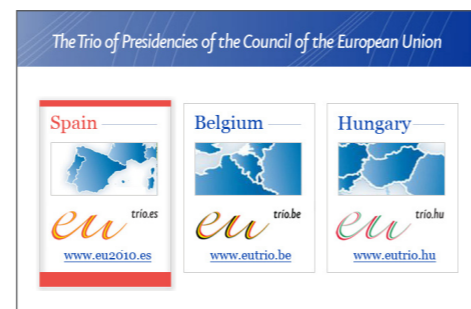 The Trio of Presidencies of the Council of the European Union
Spain
eu trio.es
www.eu2010.es
Belgium
eu trio.be
www.eutrio.be
Hungary
eu trio.hu
www.eutrio.hu